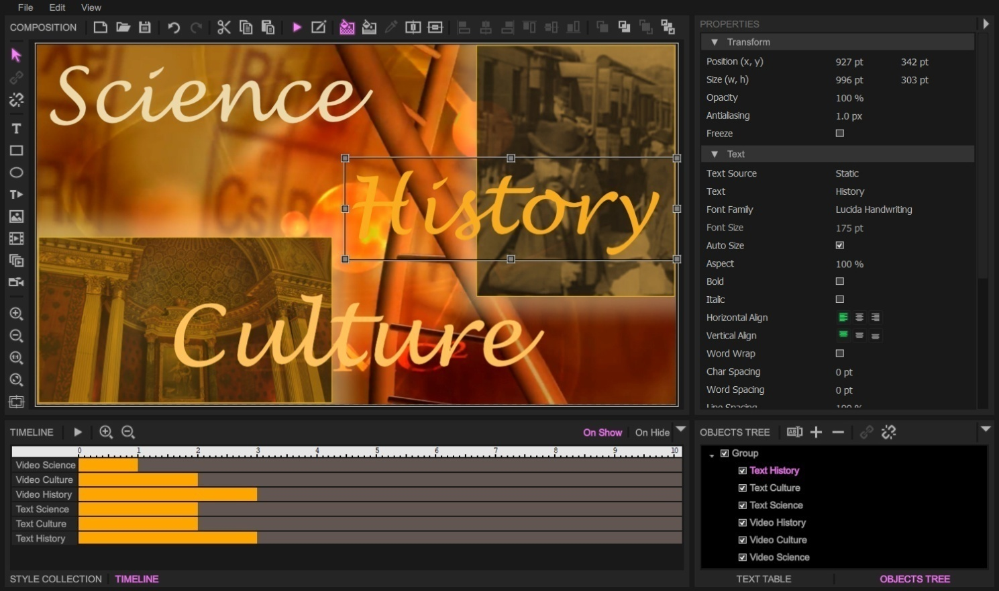 File Edit View
COMPOSITION
PROPERTIES
Transform
Position (x, y) 927 pt 342 pt
Size (w, h) 996 pt 303 pt
Opacity 100 %
Antialiasing 1.0 px
Freeze
Text
Text Source Static
Text History
Font Family Lucida Handwriting
Font Size 175 pt
Auto Size
Aspect 100 %
Bold
Italic
Horizontal Align
Vertical Align
Word Wrap
Char Spacing 0 pt
Word Spacing 0 pt
Line Spacing 100 %
Science
History
Culture
TIMELINE On Show On Hide
0 1 2 3 4 5 6 7 8 9 10
Video Science
Video Culture
Video History
Text Science
Text Culture
Text History
STYLE COLLECTION TIMELINE
OBJECTS TREE
Group
Text History
Text Culture
Text Science
Video History
Video Culture
Video Science
TEXT TABLE OBJECTS TREE